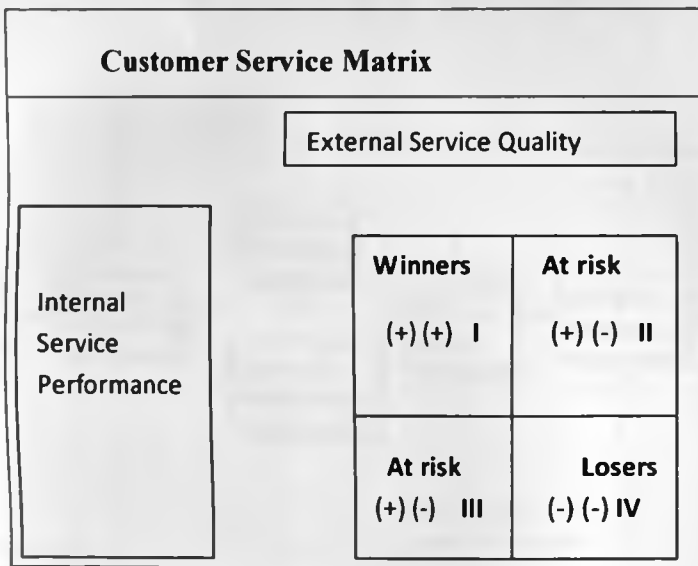 Customer Service Matrix
External Service Quality
Internal
Service
Performance
Winners
At risk
(+) (+) I
(+) (-) II
At risk
Losers
(+) (-) III
(-) (-) IV